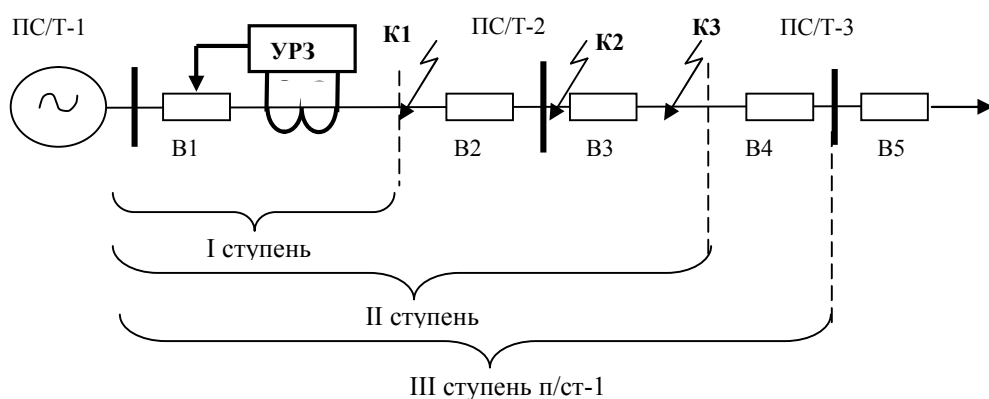 ПС/Т-1
УРЗ
К1
ПС/Т-2
К2
К3
ПС/Т-3
В1
В2
В3
В4
В5
I ступень
II ступень
III ступень п/ст-1